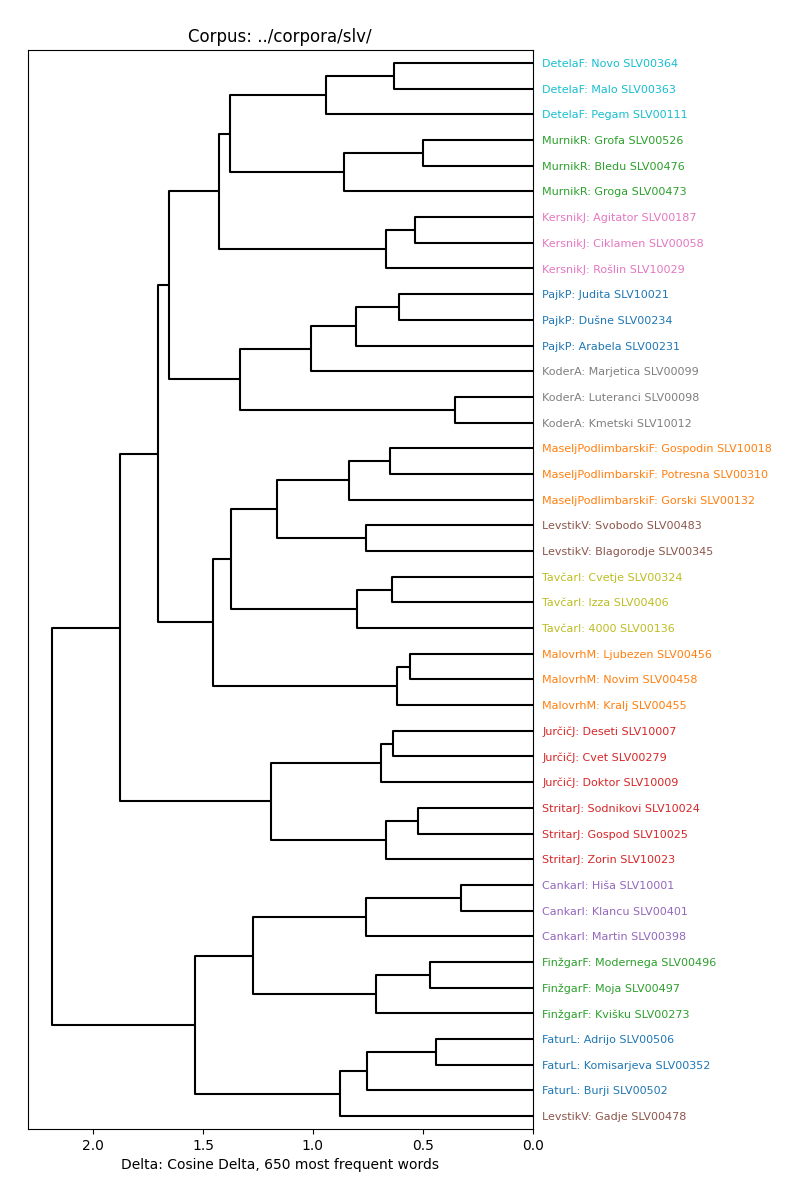 Corpus: ../corpora/slv/
DetelaF: Novo SLV00364
DetelaF: Malo SLV00363
DetelaF: Pegam SLV00111
MurnikR: Grofa SLV00526
MurnikR: Bledu SLV00476
MurnikR: Groga SLV00473
KersnikJ: Agitator SLV00187
KersnikJ: Ciklamen SLV00058
KersnikJ: Rošlin SLV10029
PajkP: Judita SLV10021
PajkP: Dušne SLV00234
PajkP: Arabela SLV00231
KoderA: Marjetica SLV00099
KoderA: Luteranci SLV00098
KoderA: Kmetski SLV10012
MaseljPodlimbarskiF: Gospodin SLV10018
MaseljPodlimbarskiF: Potresna SLV00310
MaseljPodlimbarskiF: Gorski SLV00132
LevstikV: Svobodo SLV00483
LevstikV: Blagorodje SLV00345
TavčarI: Cvetje SLV00324
TavčarI: Izza SLV00406
TavčarI: 4000 SLV00136
MalovrhM: Ljubezen SLV00456
MalovrhM: Novim SLV00458
MalovrhM: Kralj SLV00455
JurčičJ: Deseti SLV10007
JurčičJ: Cvet SLV00279
JurčičJ: Doktor SLV10009
StritarJ: Sodnikovi SLV10024
StritarJ: Gospod SLV10025
StritarJ: Zorin SLV10023
CankarI: Hiša SLV10001
CankarI: Klancu SLV00401
CankarI: Martin SLV00398
FinžgarF: Modernega SLV00496
FinžgarF: Moja SLV00497
FinžgarF: Kvišku SLV00273
FaturL: Adrijo SLV00506
FaturL: Komisarjeva SLV00352
FaturL: Burji SLV00502
LevstikV: Gadje SLV00478
2.0 1.5 1.0 0.5 0.0
Delta: Cosine Delta, 650 most frequent words